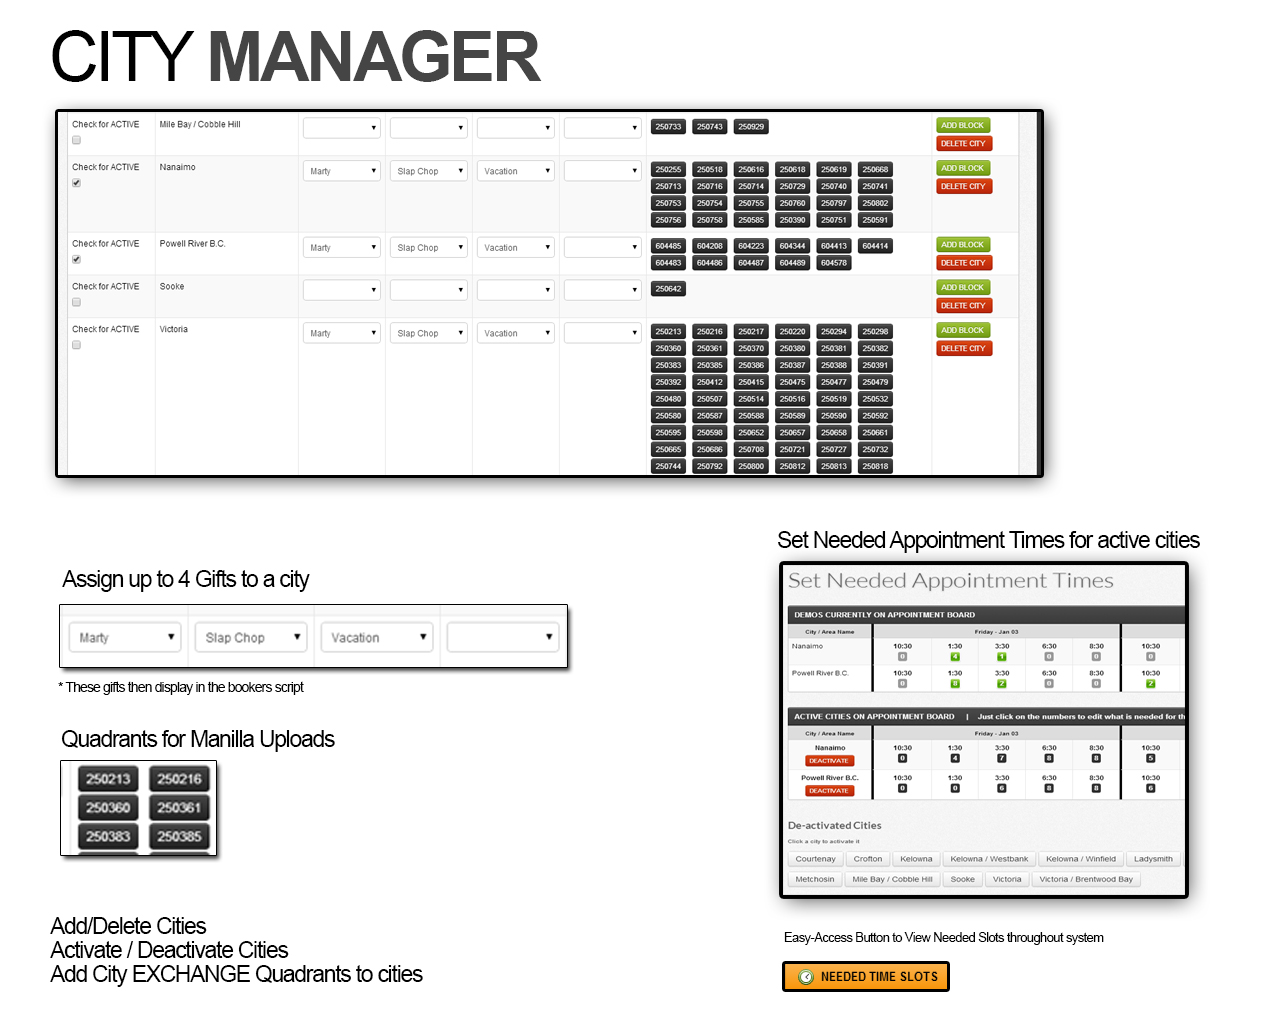 CITY MANAGER
Check for ACTIVE Mile Bay / Cobble Hill 250733 250743 250929 ADD BLOCK
DELETE CITY
Check for ACTIVE Nanaimo Marty Slap Chop Vacation 250255 250518 250616 250618 250619 250668 ADD BLOCK
250713 250716 250714 250729 250740 250741 DELETE CITY
250753 250754 250755 250760 250797 250802
250756 250758 250585 250390 250751 250591
Check for ACTIVE Powell River B.C. Marty Slap Chop Vacation 604485 604208 604223 604344 604413 604414 ADD BLOCK
604483 604486 604487 604489 604578 DELETE CITY
Check for ACTIVE Sooke 250642 ADD BLOCK
DELETE CITY
Check for ACTIVE Victoria Marty Slap Chop Vacation 250213 250216 250217 250220 250294 250298 ADD BLOCK
250360 250361 250370 250380 250381 250382 DELETE CITY
250383 250385 250386 250387 250388 250391
250392 250412 250415 250475 250477 250479
250480 250507 250514 250516 250519 250532
250580 250587 250588 250589 250590 250592
250595 250598 250652 250657 250658 250661
250665 250686 250708 250721 250727 250732
250744 250792 250800 250812 250813 250818
Assign up to 4 Gifts to a city
Marty Slap Chop Vacation
* These gifts then display in the bookers script
Quadrants for Manilla Uploads
250213 250216
250360 250361
250383 250385
Add/Delete Cities
Activate / Deactivate Cities
Add City EXCHANGE Quadrants to cities
Set Needed Appointment Times for active cities
Set Needed Appointment Times
DEMOS CURRENTLY ON APPOINTMENT BOARD
City / Area Name Friday - Jan 03
Nanaimo 10:30 1:30 3:30 6:30 8:30 10:30
0 4 1 0 0 0
Powell River B.C. 10:30 1:30 3:30 6:30 8:30 10:30
0 8 2 0 0 2
ACTIVE CITIES ON APPOINTMENT BOARD | Just click on the numbers to edit what is needed for th
City / Area Name Friday - Jan 03
Nanaimo 10:30 1:30 3:30 6:30 8:30 10:30
DEACTIVATE 0 4 7 8 8 5
Powell River B.C. 10:30 1:30 3:30 6:30 8:30 10:30
DEACTIVATE 0 0 6 8 8 6
De-activated Cities
Click a city to activate it
Courtenay Crofton Kelowna Kelowna / Westbank Kelowna / Winfield Ladysmith
Metchosin Mile Bay / Cobble Hill Sooke Victoria Victoria / Brentwood Bay
Easy-Access Button to View Needed Slots throughout system
NEEDED TIME SLOTS